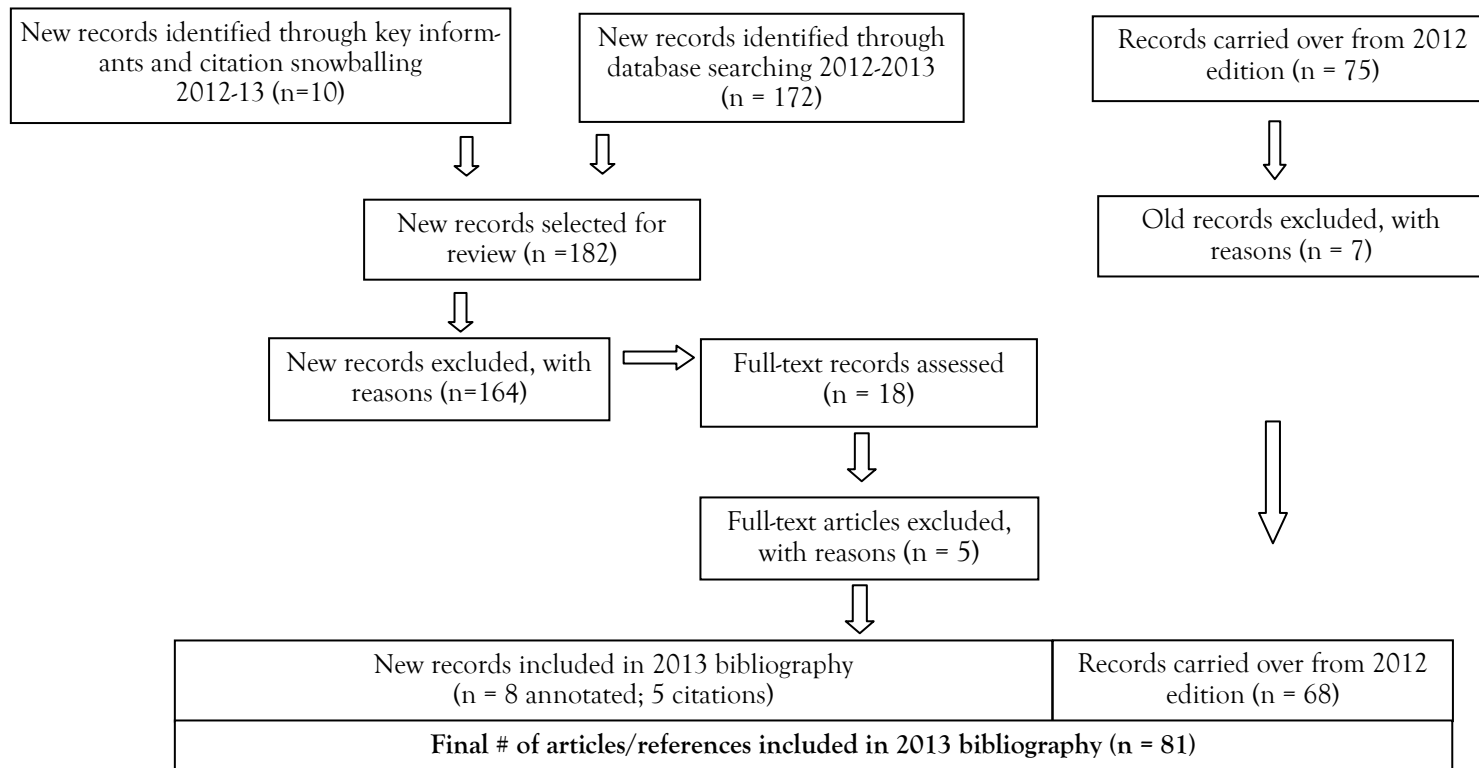 New records identified through key inform-
ants and citation snowballing
2012-13 (n=10)
New records identified through
database searching 2012-2013
(n = 172)
Records carried over from 2012
edition (n = 75)
New records selected for
review (n =182)
Old records excluded, with
reasons (n = 7)
New records excluded, with
reasons (n=164)
Full-text records assessed
(n = 18)
Full-text articles excluded,
with reasons (n = 5)
New records included in 2013 bibliography
(n = 8 annotated; 5 citations)
Records carried over from 2012
edition (n = 68)
Final # of articles/references included in 2013 bibliography (n = 81)